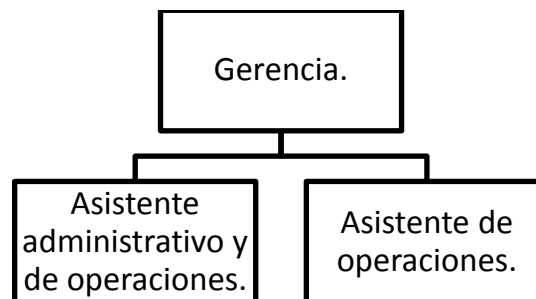 Gerencia.
Asistente
administrativo y
de operaciones.
Asistente de
operaciones.